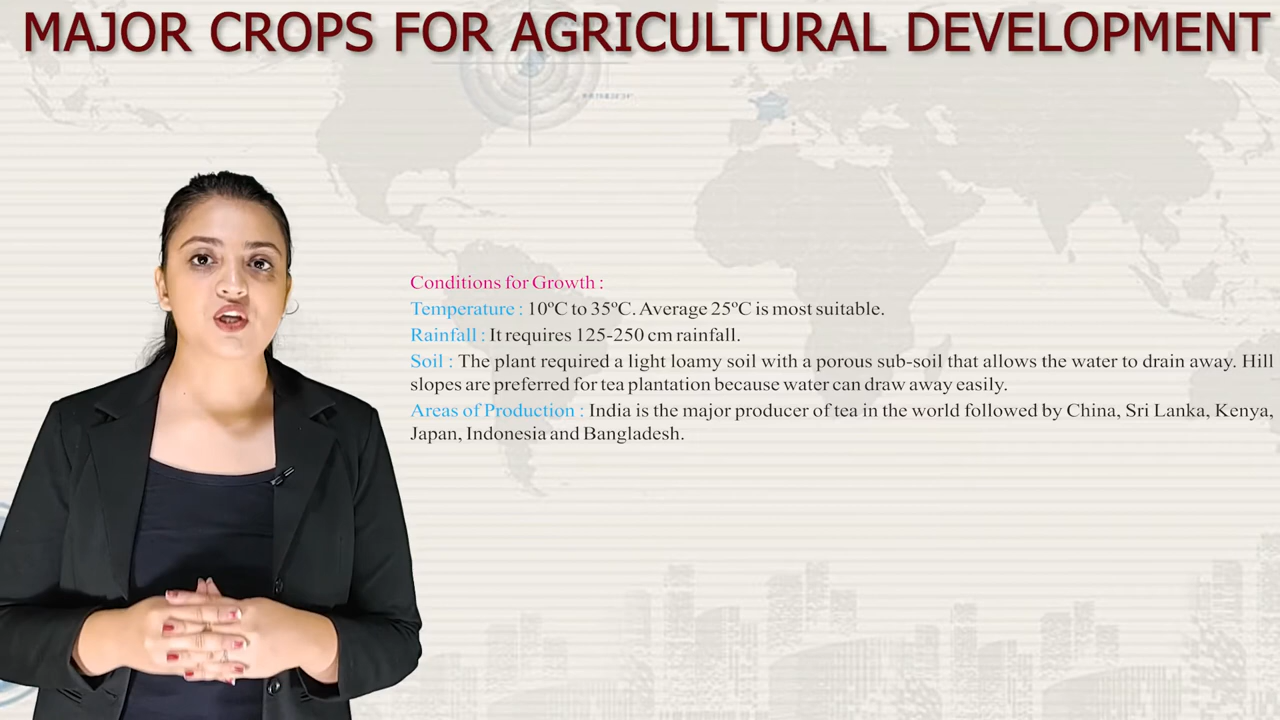 MAJOR CROPS FOR AGRICULTURAL DEVELOPMENT
Conditions for Growth :
Temperature : 10ºC to 35ºC. Average 25ºC is most suitable.
Rainfall : It requires 125-250 cm rainfall.
Soil : The plant required a light loamy soil with a porous sub-soil that allows the water to drain away. Hill
slopes are preferred for tea plantation because water can draw away easily.
Areas of Production : India is the major producer of tea in the world followed by China, Sri Lanka, Kenya,
Japan, Indonesia and Bangladesh.